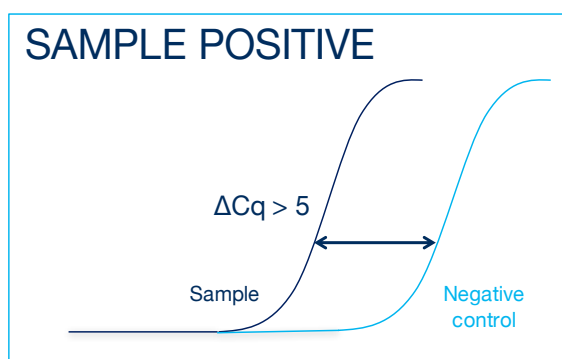 SAMPLE POSITIVE
ΔCq > 5
Sample
Negative
control